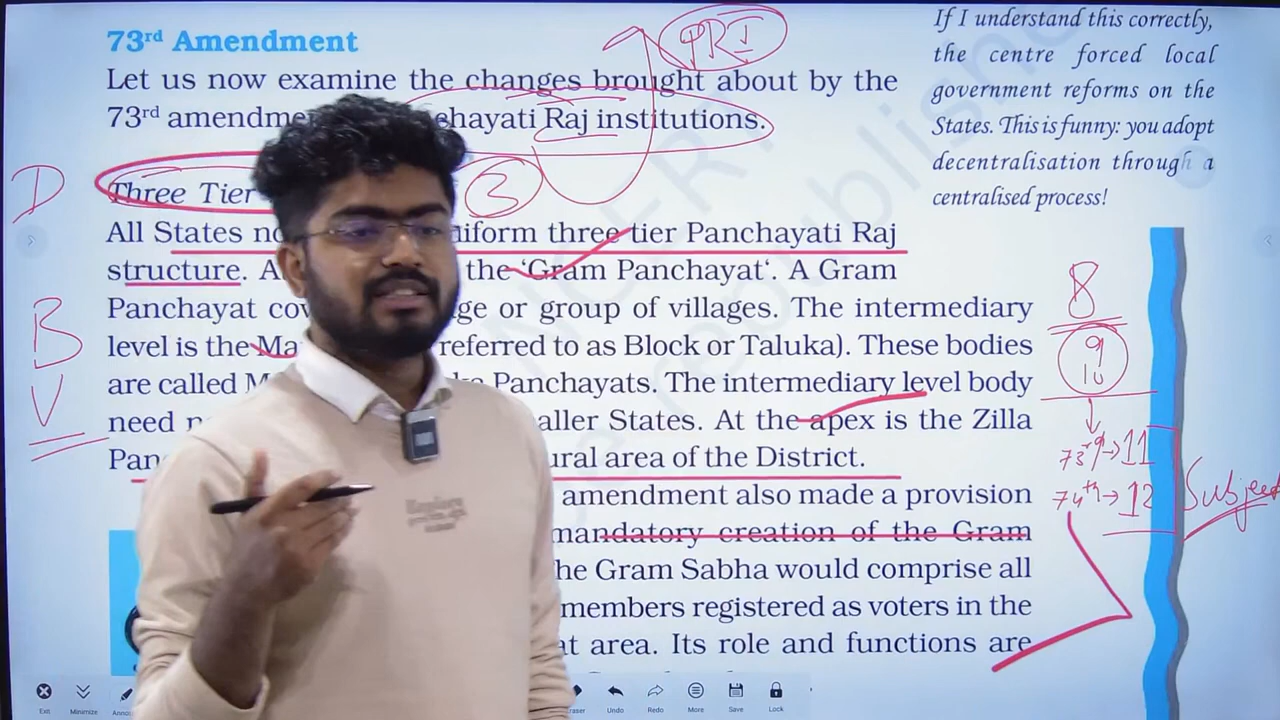 73rd Amendment
Let us now examine the changes brought about by the
73rd amendme chayati Raj institutions.
PRI
Three Tier
3
D
All States no iform three tier Panchayati Raj
structure. A the 'Gram Panchayat'. A Gram
Panchayat cov ge or group of villages. The intermediary
level is the Ma referred to as Block or Taluka). These bodies
are called M Panchayats. The intermediary level body
need n aller States. At the apex is the Zilla
Pan ural area of the District.
B
V
amendment also made a provision
mandatory creation of the Gram
he Gram Sabha would comprise all
members registered as voters in the
at area. Its role and functions are
If I understand this correctly,
the centre forced local
government reforms on the
States. This is funny: you adopt
decentralisation through a
centralised process!
8
9
10
73rd→11
74th→12
Subject
Exit Minimize Undo Redo More Save Lock